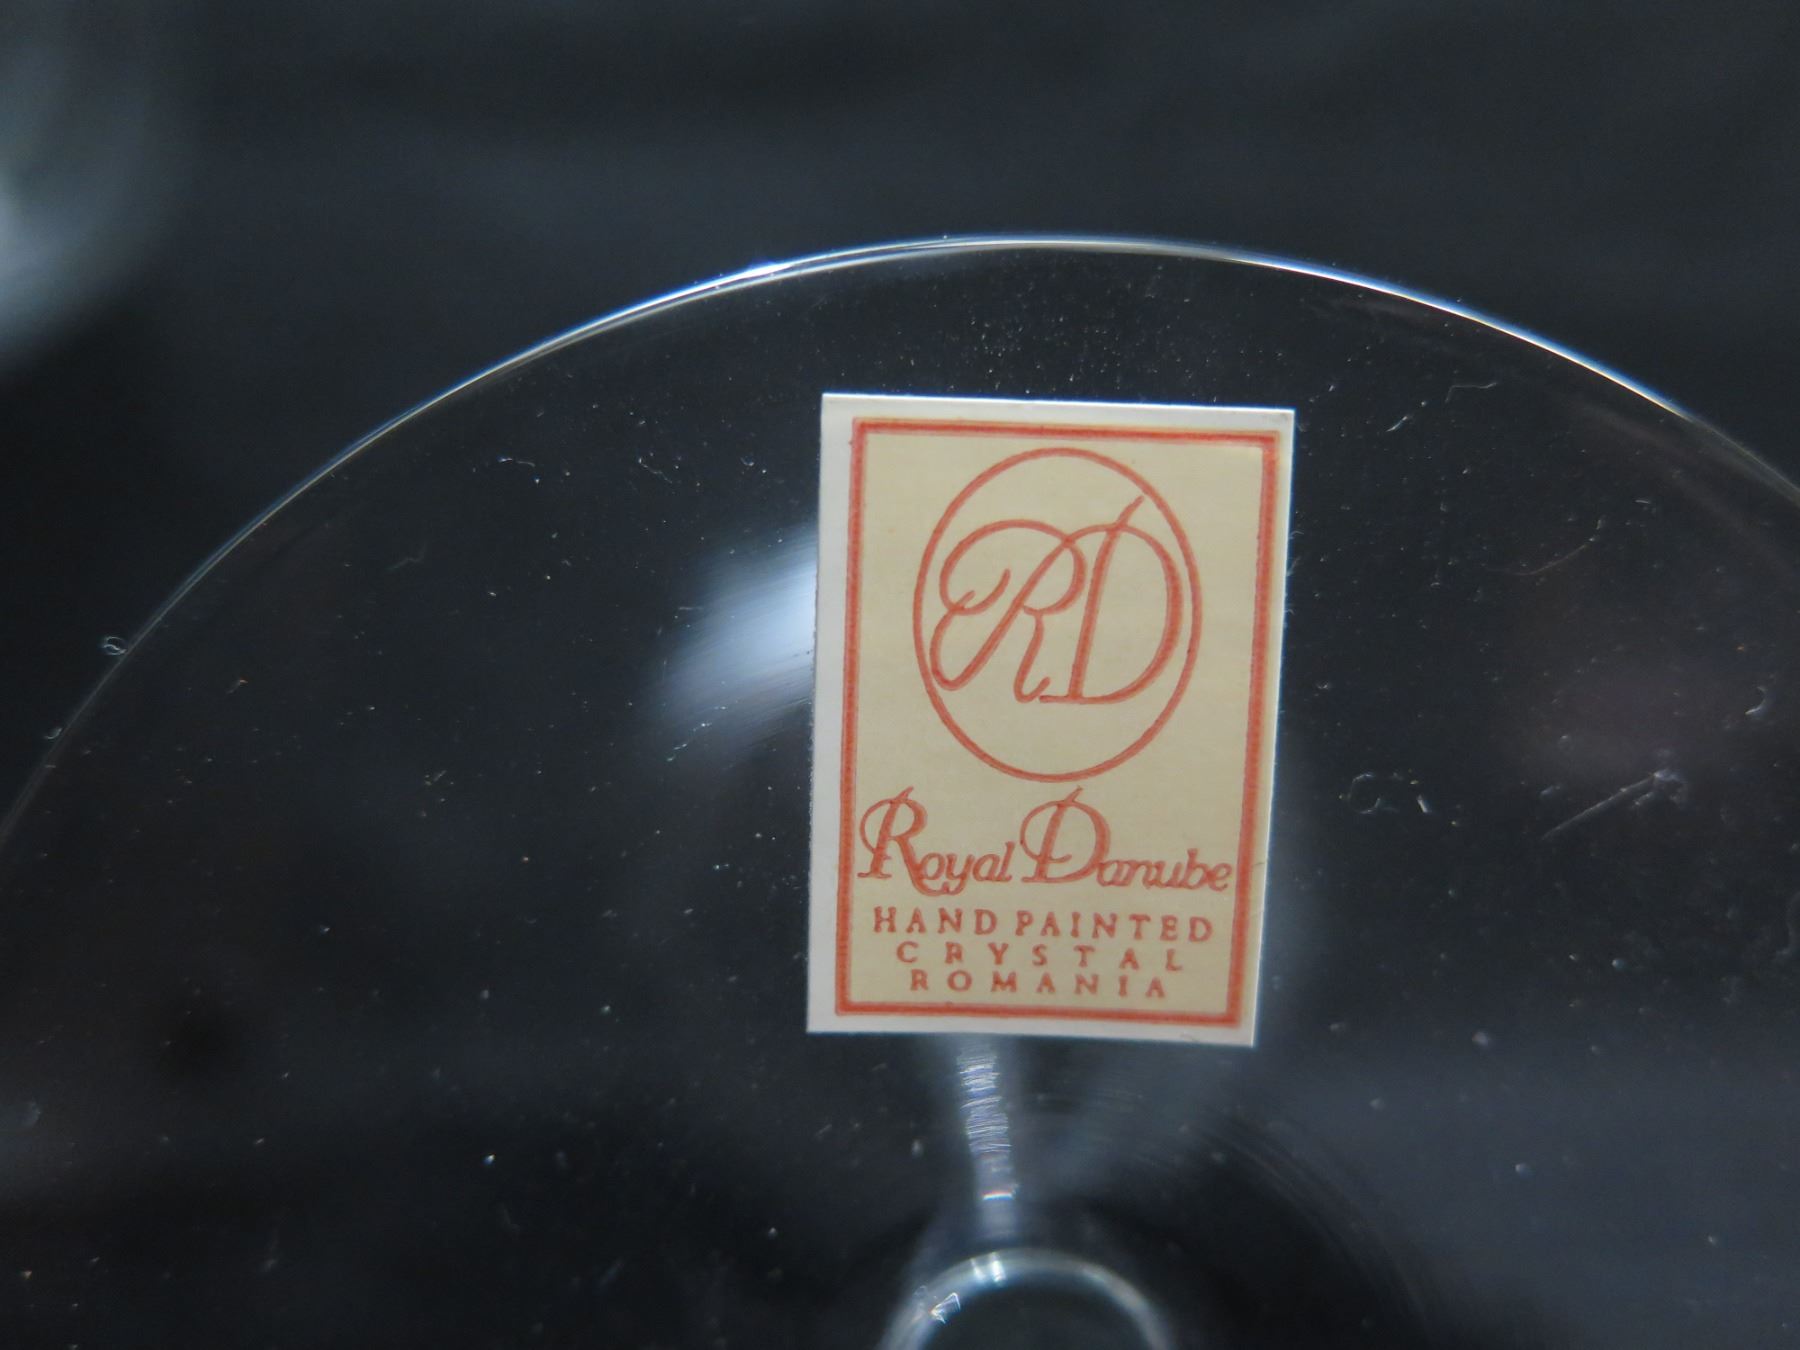 RD
Royal Danube
HAND PAINTED
CRYSTAL
ROMANIA